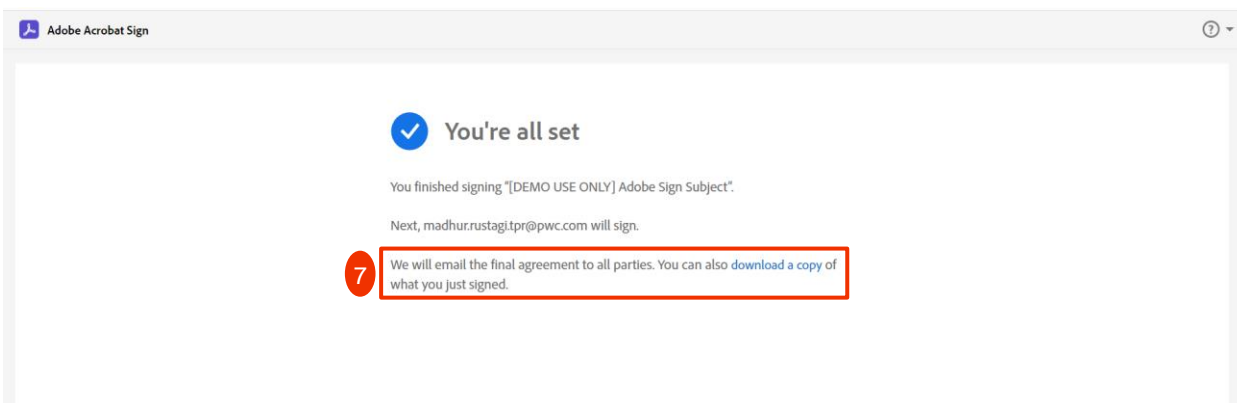 Adobe Acrobat Sign
?
You're all set
You finished signing "[DEMO USE ONLY] Adobe Sign Subject".
Next, madhur.rustagi.tpr@pwc.com will sign.
7
We will email the final agreement to all parties. You can also download a copy of
what you just signed.